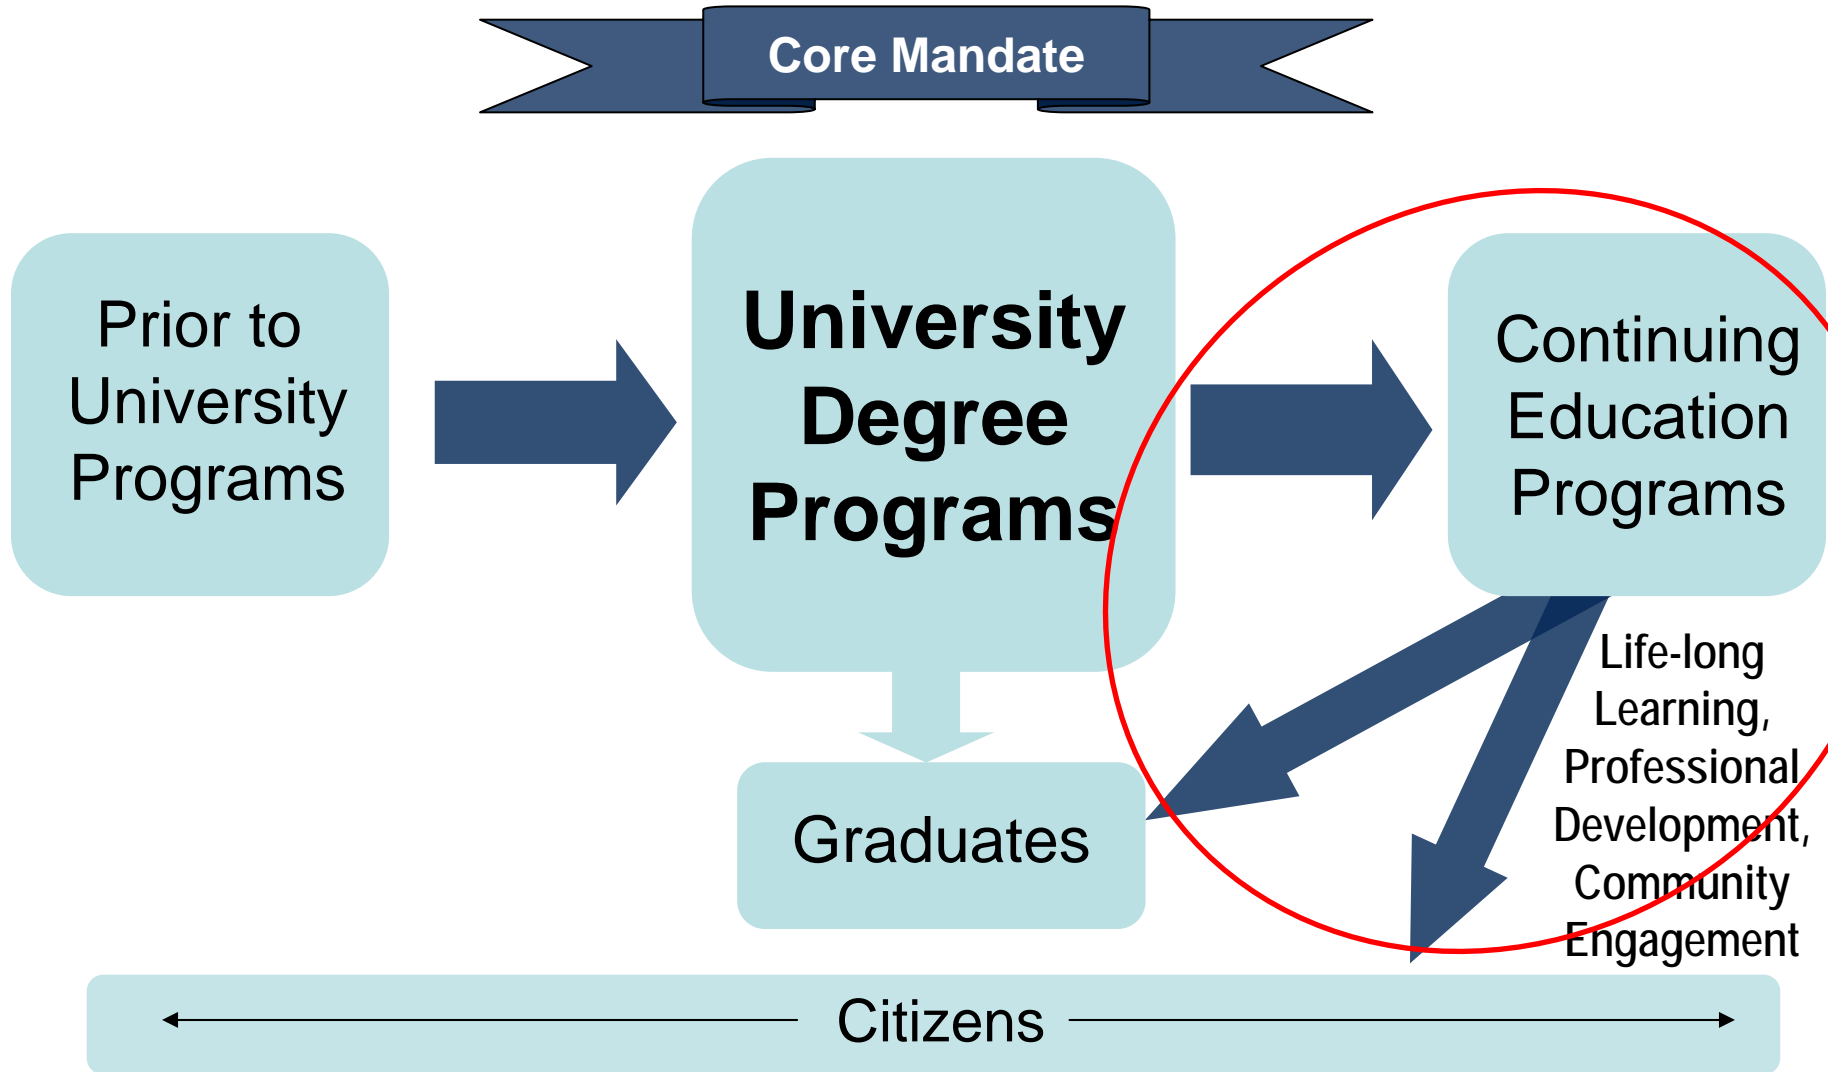 Core Mandate
Prior to
University
Programs
University
Degree
Programs
Continuing
Education
Programs
Life-long
Learning,
Professional
Development,
Community
Engagement
Graduates
Citizens